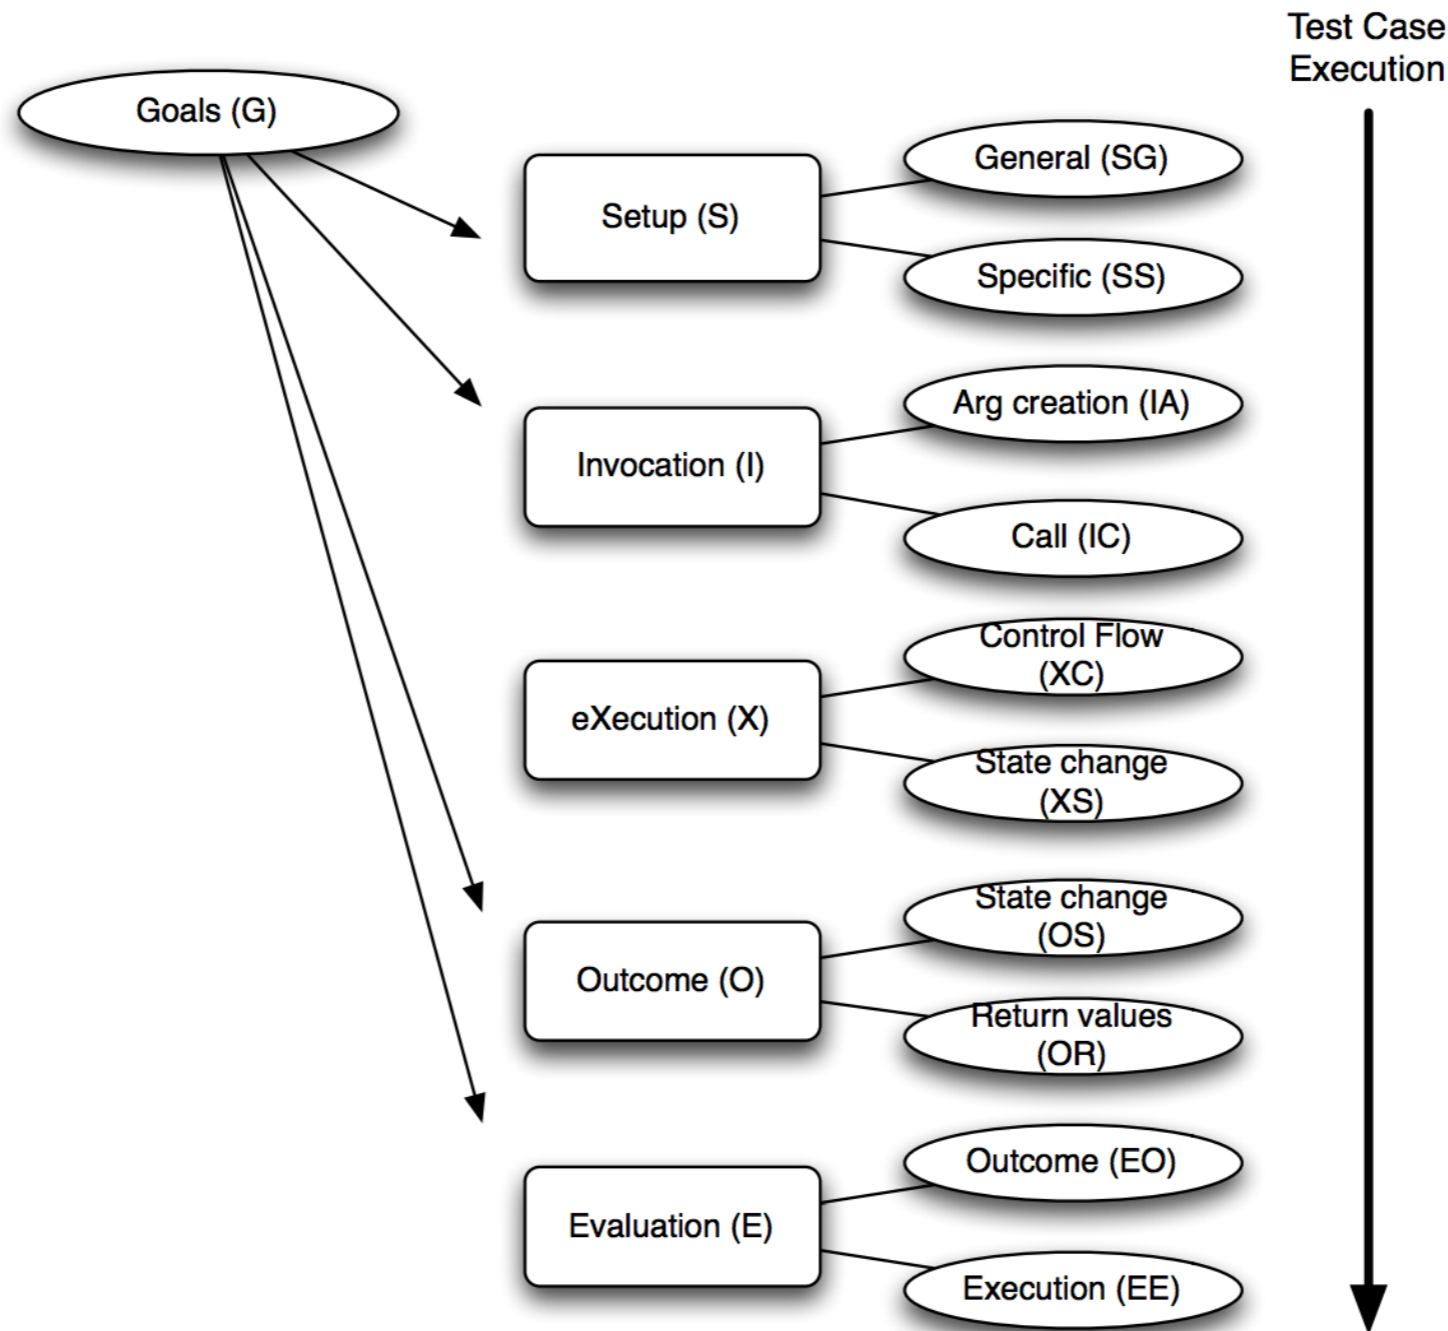 Test Case
Execution
Goals (G)
Setup (S)
General (SG)
Specific (SS)
Invocation (I)
Arg creation (IA)
Call (IC)
eXecution (X)
Control Flow
(XC)
State change
(XS)
Outcome (O)
State change
(OS)
Return values
(OR)
Evaluation (E)
Outcome (EO)
Execution (EE)